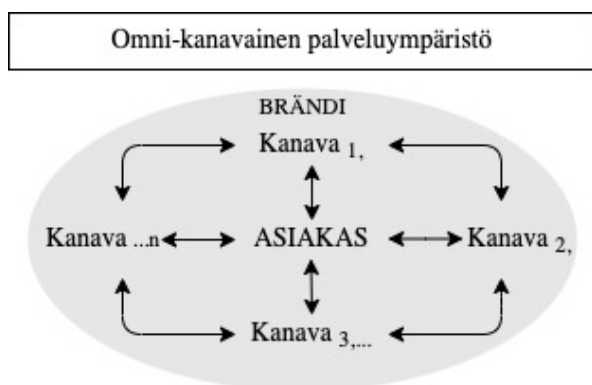 Omni-kanavainen palveluympäristö
BRÄNDI
Kanava 1,
Kanava ...n ASIAKAS Kanava 2,
Kanava 3,...